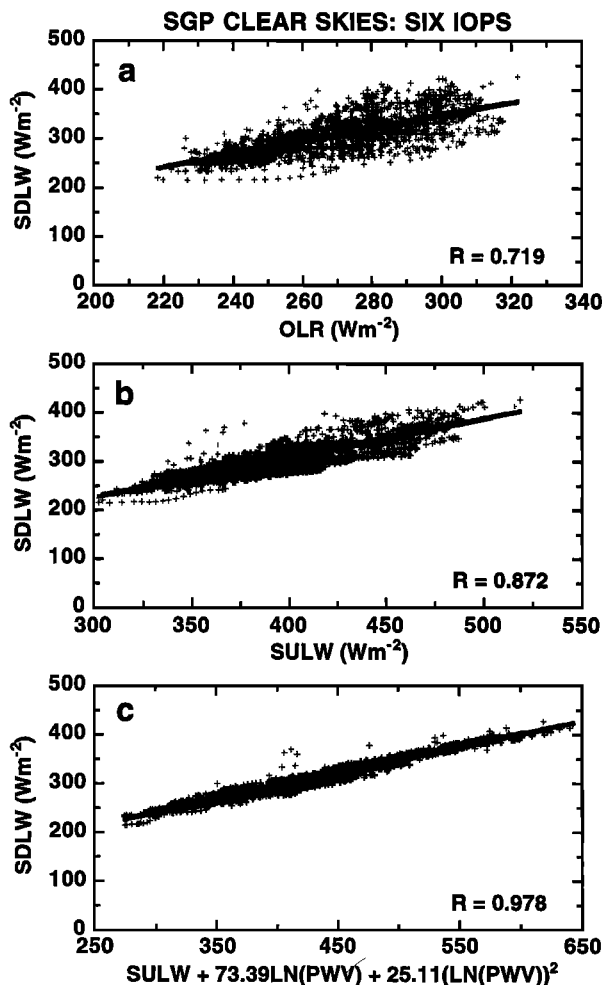 SGP CLEAR SKIES: SIX IOPS
a
500
400
300
200
100
0
SDLW (Wm⁻²)
R = 0.719
200 220 240 260 280 300 320 340
OLR (Wm⁻²)
b
500
400
300
200
100
0
SDLW (Wm⁻²)
R = 0.872
300 350 400 450 500 550
SULW (Wm⁻²)
c
500
400
300
200
100
0
SDLW (Wm⁻²)
R = 0.978
250 350 450 550 650
SULW + 73.39LN(PWV) + 25.11(LN(PWV))²